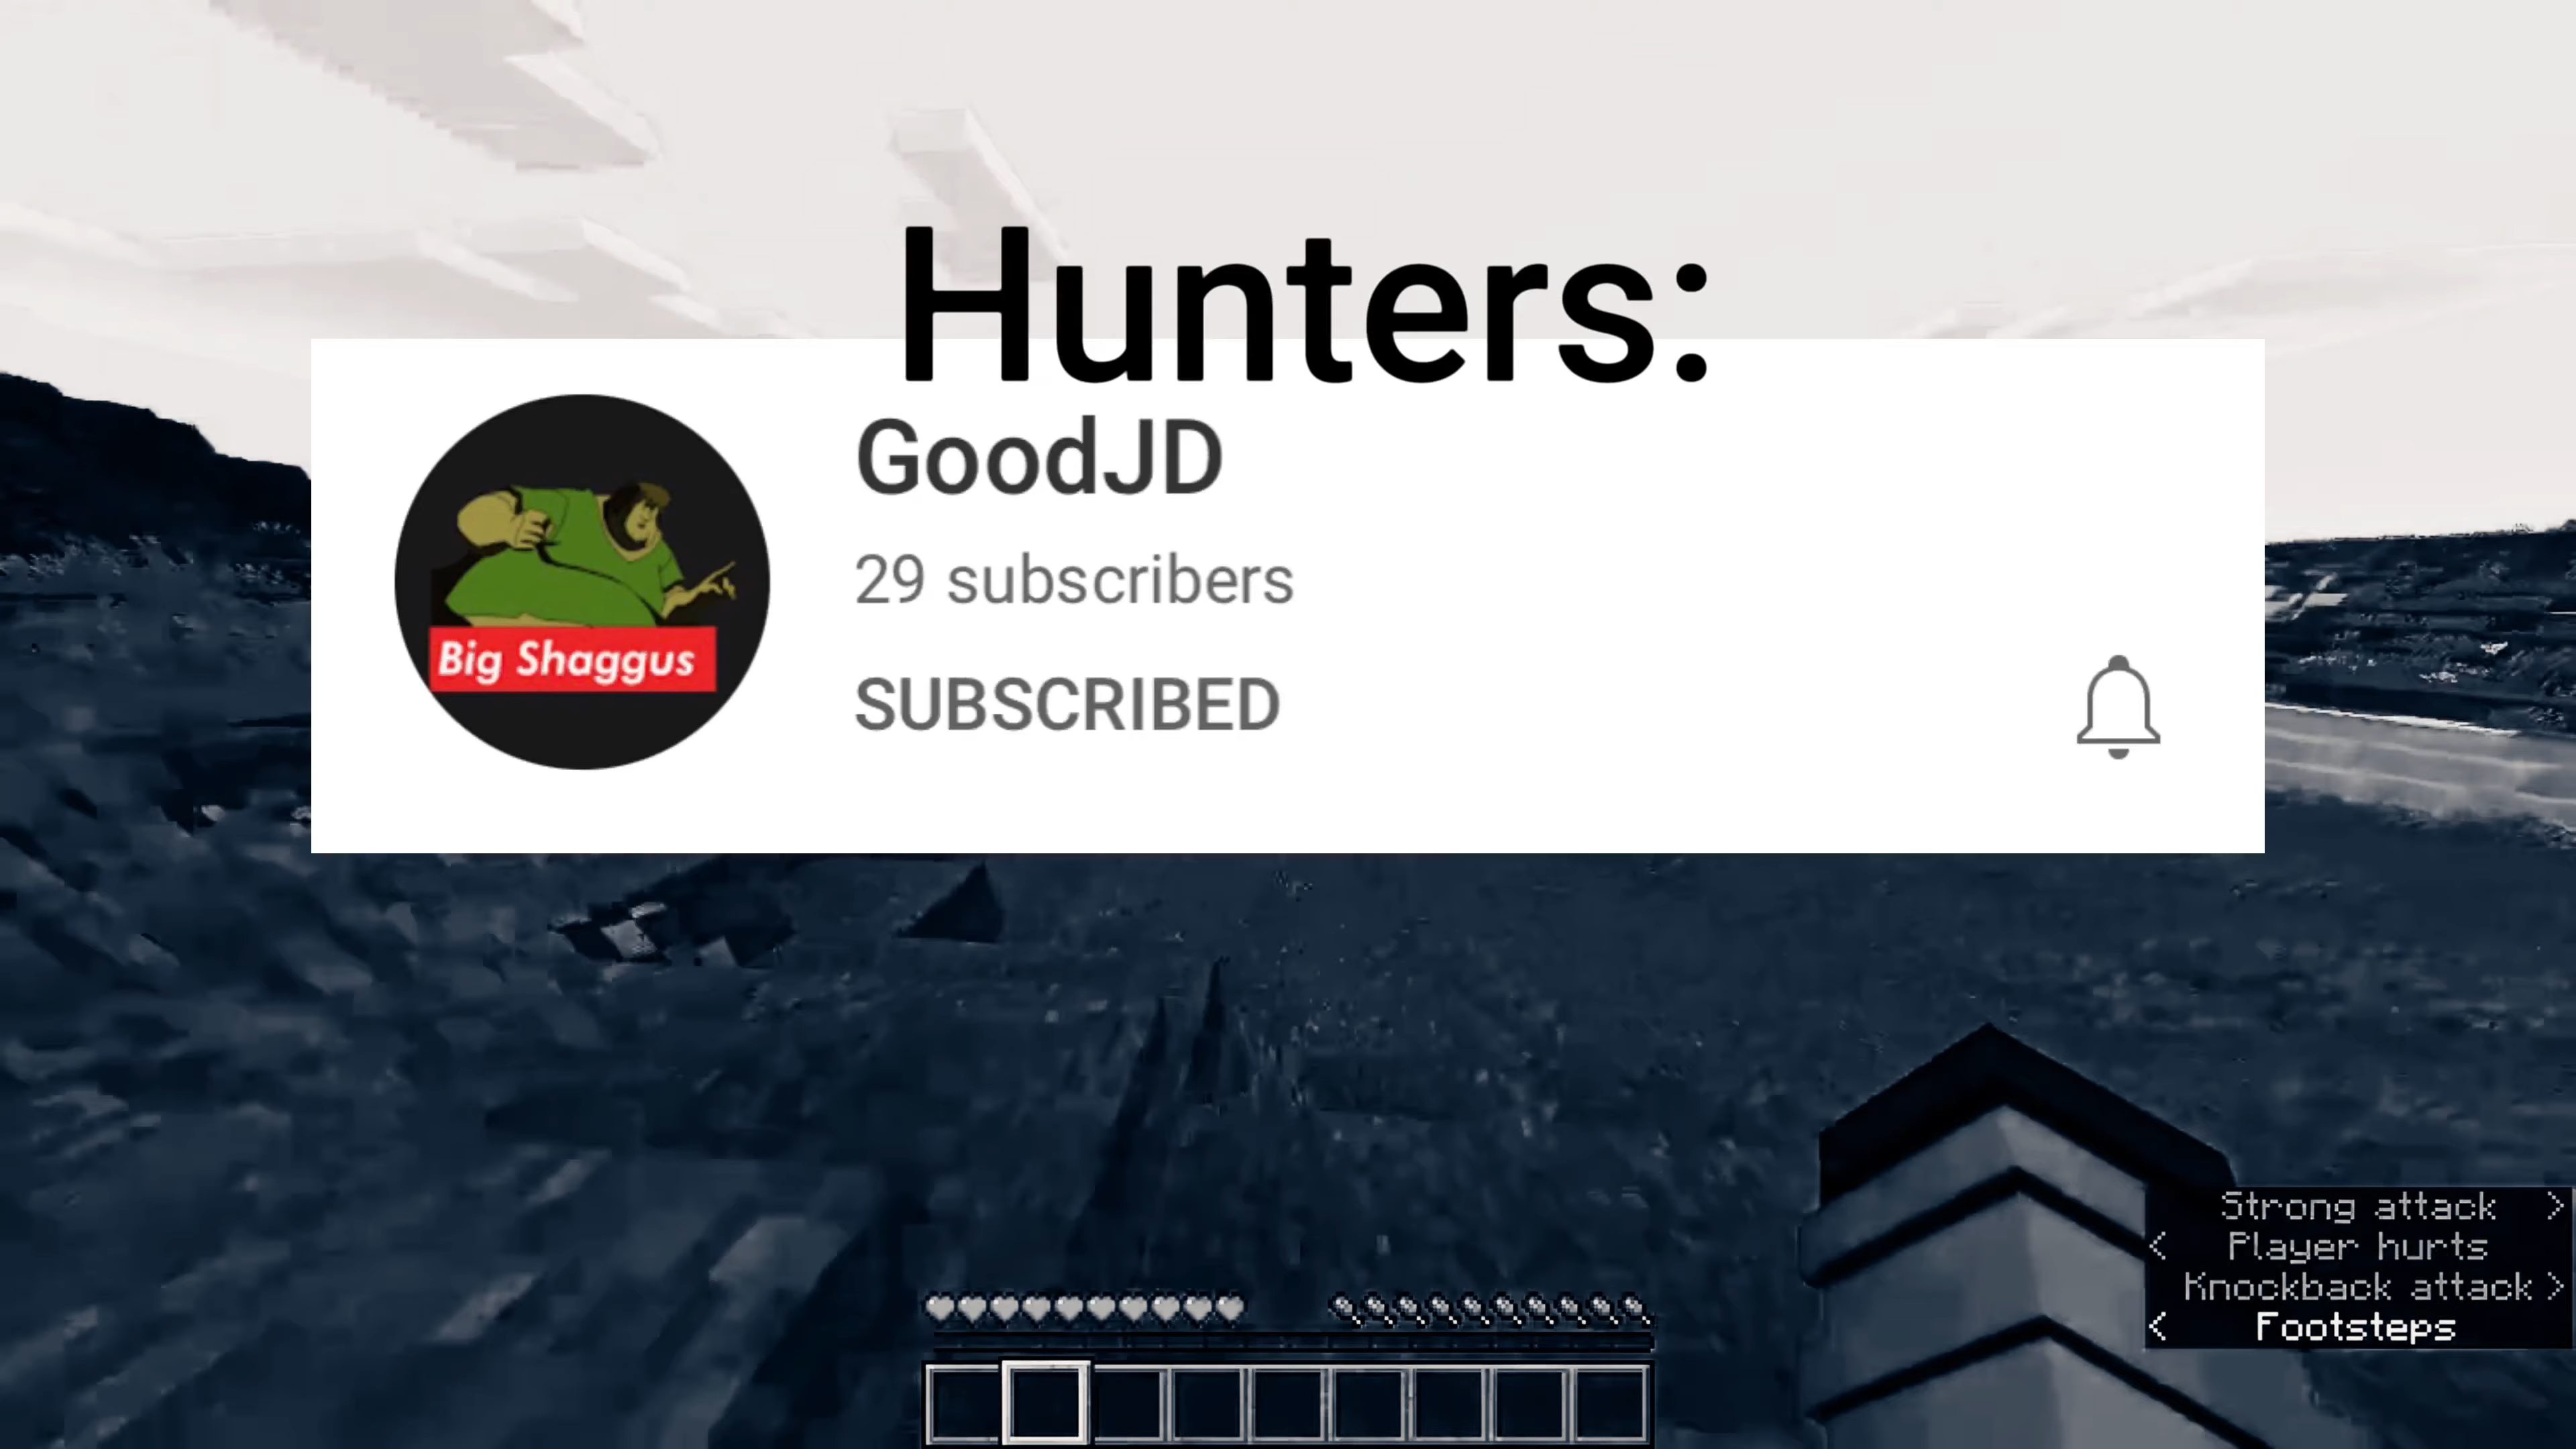 Hunters:
GoodJD
29 subscribers
Big Shaggus
SUBSCRIBED
Strong attack >
< Player hurts
Knockback attack >
< Footsteps